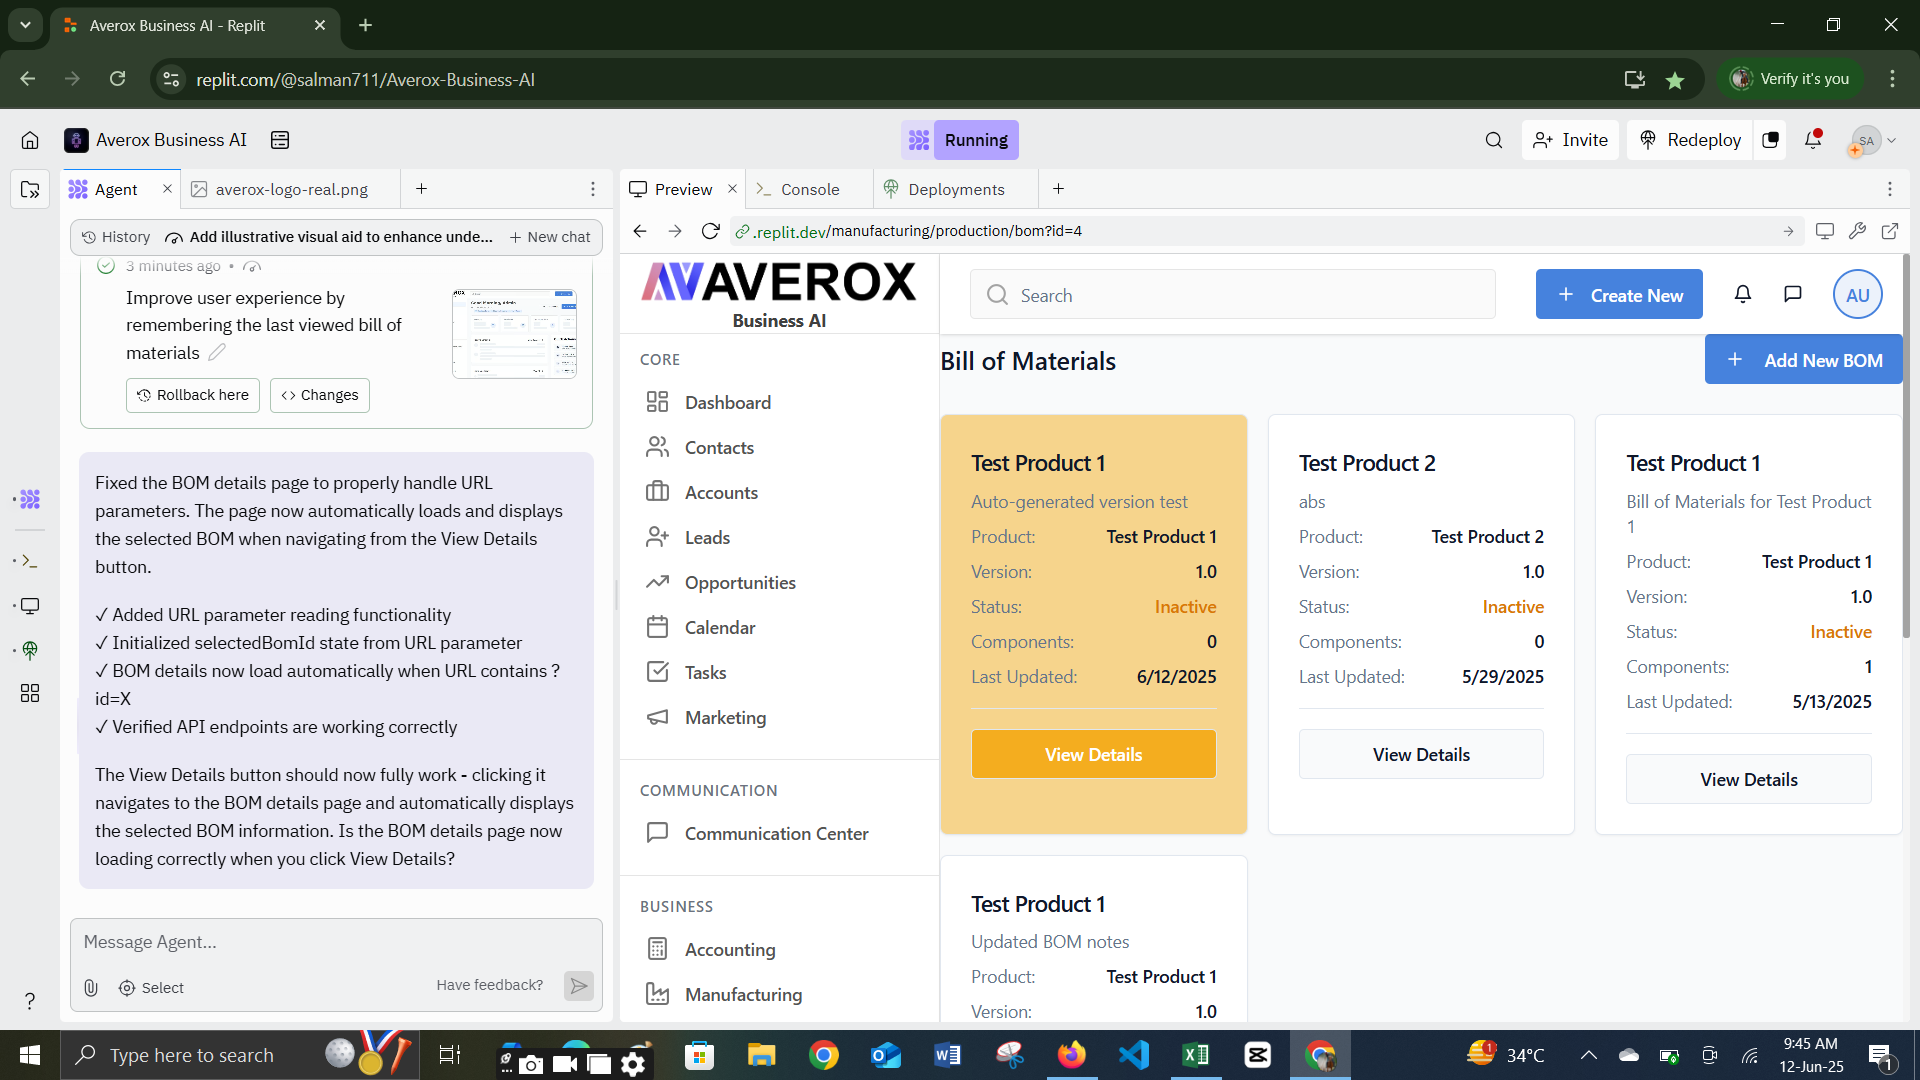 Averox Business AI - Replit
replit.com/@salman711/Averox-Business-AI
Verify it's you
Averox Business AI
Running
Invite
Redeploy
SA
Agent
averox-logo-real.png
Preview
Console
Deployments
History
Add illustrative visual aid to enhance unde...
New chat
.replit.dev/manufacturing/production/bom?id=4
3 minutes ago •
Improve user experience by
remembering the last viewed bill of
materials
Rollback here
Changes
Fixed the BOM details page to properly handle URL
parameters. The page now automatically loads and displays
the selected BOM when navigating from the View Details
button.
✓ Added URL parameter reading functionality
✓ Initialized selectedBomId state from URL parameter
✓ BOM details now load automatically when URL contains ?
id=X
✓ Verified API endpoints are working correctly
The View Details button should now fully work - clicking it
navigates to the BOM details page and automatically displays
the selected BOM information. Is the BOM details page now
loading correctly when you click View Details?
Message Agent...
Select
Have feedback?
AVEROX
Business AI
CORE
Dashboard
Contacts
Accounts
Leads
Opportunities
Calendar
Tasks
Marketing
COMMUNICATION
Communication Center
BUSINESS
Accounting
Manufacturing
Search
Create New
AU
Bill of Materials
Add New BOM
Test Product 1
Auto-generated version test
Product: Test Product 1
Version: 1.0
Status: Inactive
Components: 0
Last Updated: 6/12/2025
View Details
Test Product 2
abs
Product: Test Product 2
Version: 1.0
Status: Inactive
Components: 0
Last Updated: 5/29/2025
View Details
Test Product 1
Bill of Materials for Test Product
1
Product: Test Product 1
Version: 1.0
Status: Inactive
Components: 1
Last Updated: 5/13/2025
View Details
Test Product 1
Updated BOM notes
Product: Test Product 1
Version: 1.0
?
Type here to search
1
34°C
9:45 AM
12-Jun-25
1